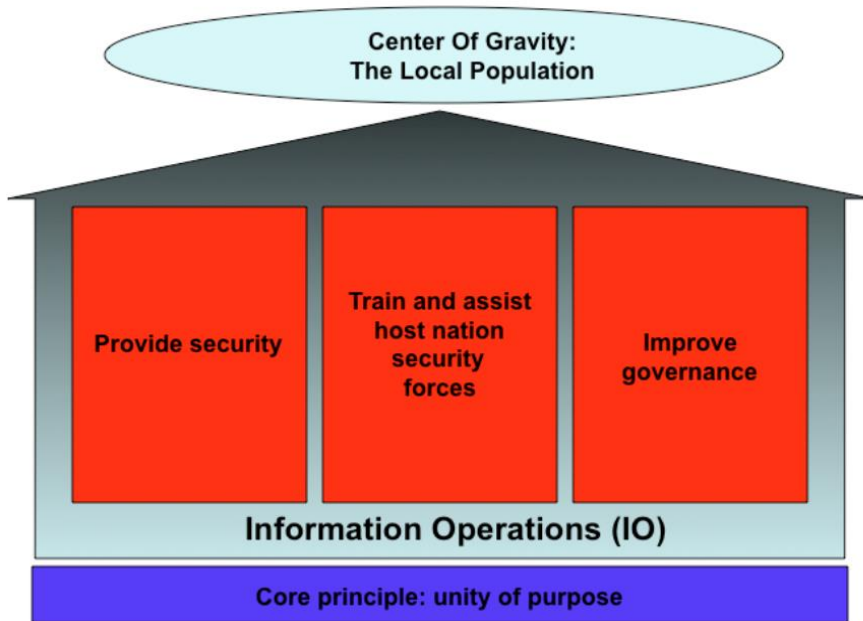 Center Of Gravity:
The Local Population
Provide security
Train and assist
host nation
security
forces
Improve
governance
Information Operations (IO)
Core principle: unity of purpose